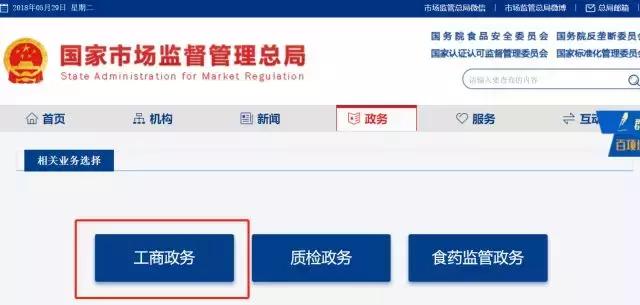 2018年05月29日 星期二
市场监管总局微信 | 市场监管总局微博 | 总局邮箱
国务院食品安全委员会 国务院反垄断委员会
国家认证认可监督管理委员会 国家标准化管理委员会
国家市场监督管理总局
State Administration for Market Regulation
请输入要查看的内容
首页 机构 新闻 政务 服务 互动
相关业务选择
工商政务 质检政务 食药监管政务